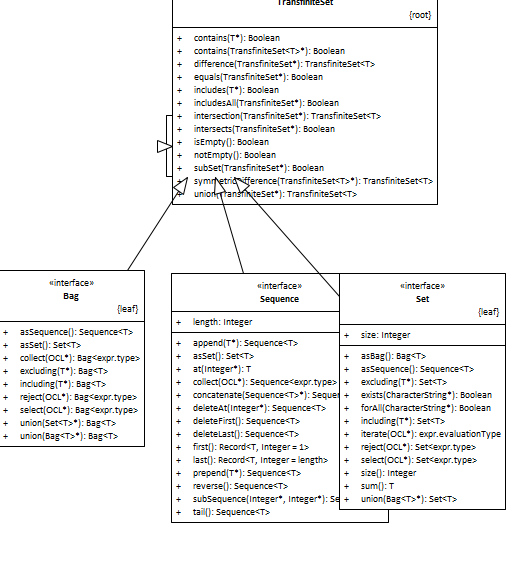 TransfiniteSet
{root}
+ contains(T*): Boolean
+ contains(TransfiniteSet<T>*): Boolean
+ difference(TransfiniteSet*): TransfiniteSet<T>
+ equals(TransfiniteSet*): Boolean
+ includes(T*): Boolean
+ includesAll(TransfiniteSet*): Boolean
+ intersection(TransfiniteSet*): TransfiniteSet<T>
+ intersects(TransfiniteSet*): Boolean
+ isEmpty(): Boolean
+ notEmpty(): Boolean
+ subSet(TransfiniteSet*): Boolean
+ symmetricDifference(TransfiniteSet<T>*): TransfiniteSet<T>
+ union(TransfiniteSet*): TransfiniteSet<T>
«interface»
Bag
{leaf}
+ asSequence(): Sequence<T>
+ asSet(): Set<T>
+ collect(OCL*): Bag<expr.type>
+ excluding(T*): Bag<T>
+ including(T*): Bag<T>
+ reject(OCL*): Bag<expr.type>
+ select(OCL*): Bag<expr.type>
+ union(Set<T>*): Bag<T>
+ union(Bag<T>*): Bag<T>
«interface»
Sequence
+ length: Integer
+ append(T*): Sequence<T>
+ asSet(): Set<T>
+ at(Integer*): T
+ collect(OCL*): Sequence<expr.type>
+ concatenate(Sequence<T>*): Seque
+ deleteAt(Integer*): Sequence<T>
+ deleteFirst(): Sequence<T>
+ deleteLast(): Sequence<T>
+ first(): Record<T, Integer = 1>
+ last(): Record<T, Integer = length>
+ prepend(T*): Sequence<T>
+ reverse(): Sequence<T>
+ subSequence(Integer*, Integer*): Se
+ tail(): Sequence<T>
«interface»
Set
{leaf}
+ size: Integer
+ asBag(): Bag<T>
+ asSequence(): Sequence<T>
+ excluding(T*): Set<T>
+ exists(CharacterString*): Boolean
+ forAll(CharacterString*): Boolean
+ including(T*): Set<T>
+ iterate(OCL*): expr.evaluationType
+ reject(OCL*): Set<expr.type>
+ select(OCL*): Set<expr.type>
+ size(): Integer
+ sum(): T
+ union(Bag<T>*): Set<T>